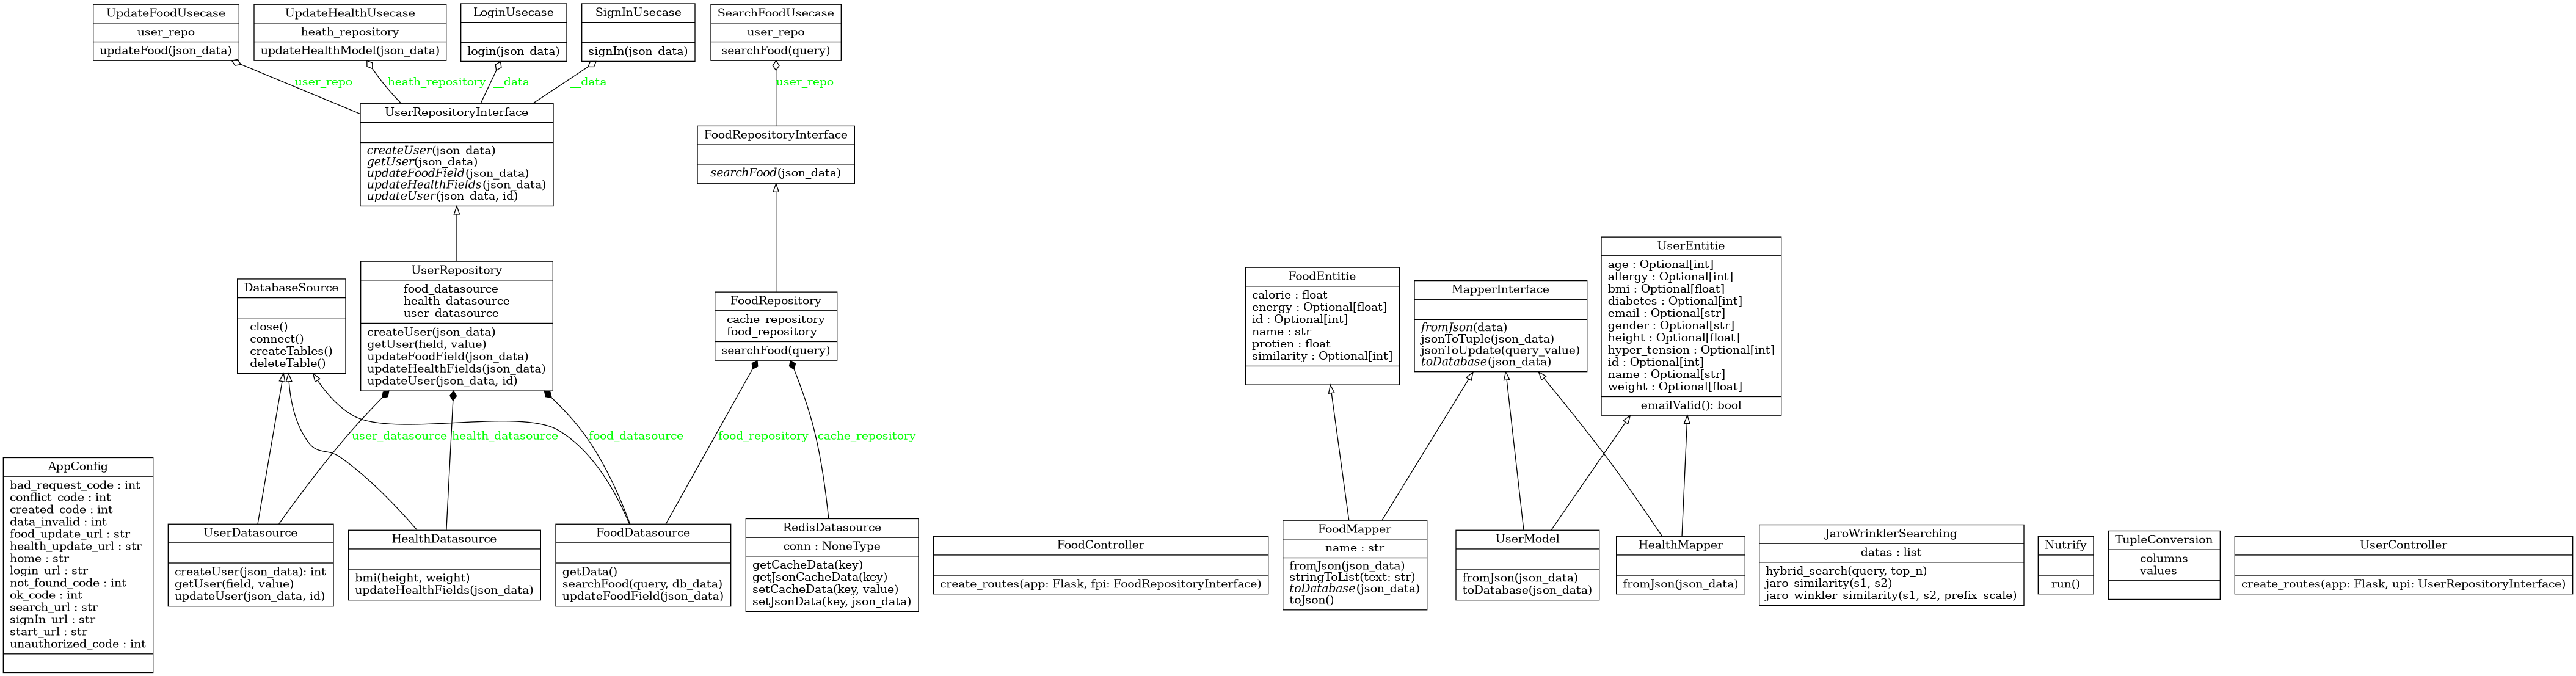 UpdateFoodUsecase
user_repo
updateFood(json_data)
UpdateHealthUsecase
heath_repository
updateHealthModel(json_data)
LoginUsecase
login(json_data)
SignInUsecase
signIn(json_data)
SearchFoodUsecase
user_repo
searchFood(query)
user_repo
heath_repository
__data
__data
user_repo
UserRepositoryInterface
createUser(json_data)
getUser(json_data)
updateFoodField(json_data)
updateHealthFields(json_data)
updateUser(json_data, id)
FoodRepositoryInterface
searchFood(json_data)
DatabaseSource
close()
connect()
createTables()
deleteTable()
UserRepository
food_datasource
health_datasource
user_datasource
createUser(json_data)
getUser(field, value)
updateFoodField(json_data)
updateHealthFields(json_data)
updateUser(json_data, id)
FoodRepository
cache_repository
food_repository
searchFood(query)
FoodEntitie
calorie : float
energy : Optional[float]
id : Optional[int]
name : str
protien : float
similarity : Optional[int]
MapperInterface
fromJson(data)
jsonToTuple(json_data)
jsonToUpdate(query_value)
toDatabase(json_data)
UserEntitie
age : Optional[int]
allergy : Optional[int]
bmi : Optional[float]
diabetes : Optional[int]
email : Optional[str]
gender : Optional[str]
height : Optional[float]
hyper_tension : Optional[int]
id : Optional[int]
name : Optional[str]
weight : Optional[float]
emailValid(): bool
user_datasource
health_datasource
food_datasource
food_repository
cache_repository
AppConfig
bad_request_code : int
conflict_code : int
created_code : int
data_invalid : int
food_update_url : str
health_update_url : str
home : str
login_url : str
not_found_code : int
ok_code : int
search_url : str
signIn_url : str
start_url : str
unauthorized_code : int
UserDatasource
createUser(json_data): int
getUser(field, value)
updateUser(json_data, id)
HealthDatasource
bmi(height, weight)
updateHealthFields(json_data)
FoodDatasource
getData()
searchFood(query, db_data)
updateFoodField(json_data)
RedisDatasource
conn : NoneType
getCacheData(key)
getJsonCacheData(key)
setCacheData(key, value)
setJsonData(key, json_data)
FoodController
create_routes(app: Flask, fpi: FoodRepositoryInterface)
FoodMapper
name : str
fromJson(json_data)
stringToList(text: str)
toDatabase(json_data)
toJson()
UserModel
fromJson(json_data)
toDatabase(json_data)
HealthMapper
fromJson(json_data)
JaroWrinklerSearching
datas : list
hybrid_search(query, top_n)
jaro_similarity(s1, s2)
jaro_winkler_similarity(s1, s2, prefix_scale)
Nutrify
run()
TupleConversion
columns
values
UserController
create_routes(app: Flask, upi: UserRepositoryInterface)